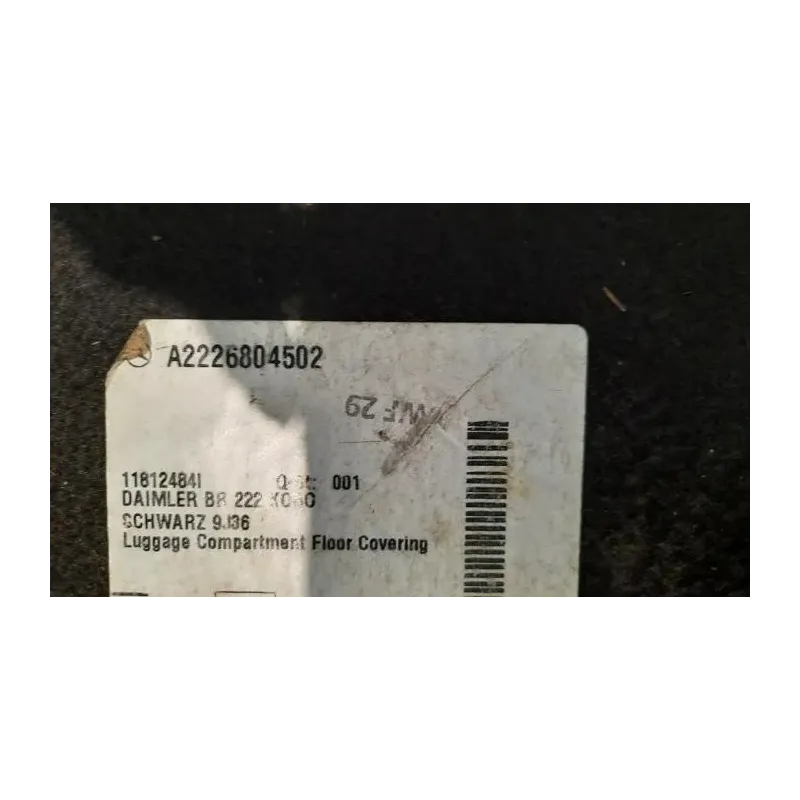 A2226804502
WF 29
11812484I 001
DAIMLER BR 222
SCHWARZ 9J36
Luggage Compartment Floor Covering